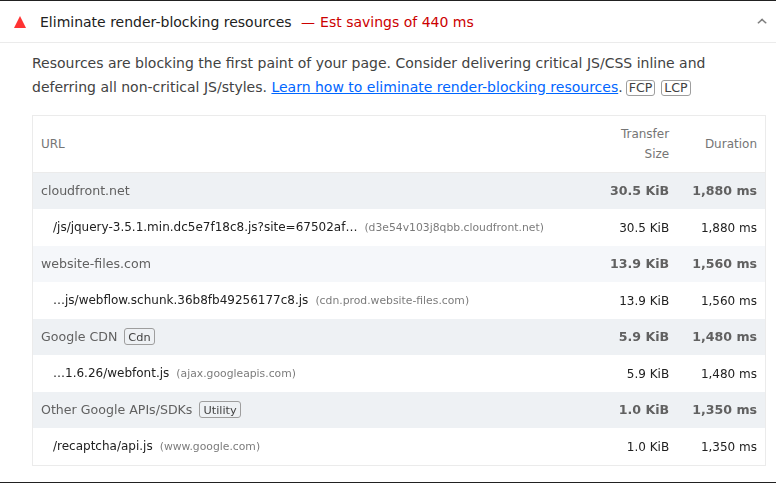 Eliminate render-blocking resources — Est savings of 440 ms
Resources are blocking the first paint of your page. Consider delivering critical JS/CSS inline and
deferring all non-critical JS/styles. Learn how to eliminate render-blocking resources. FCP LCP
URL Transfer Size Duration
cloudfront.net 30.5 KiB 1,880 ms
/js/jquery-3.5.1.min.dc5e7f18c8.js?site=67502af… (d3e54v103j8qbb.cloudfront.net) 30.5 KiB 1,880 ms
website-files.com 13.9 KiB 1,560 ms
…js/webflow.schunk.36b8fb49256177c8.js (cdn.prod.website-files.com) 13.9 KiB 1,560 ms
Google CDN Cdn 5.9 KiB 1,480 ms
…1.6.26/webfont.js (ajax.googleapis.com) 5.9 KiB 1,480 ms
Other Google APIs/SDKs Utility 1.0 KiB 1,350 ms
/recaptcha/api.js (www.google.com) 1.0 KiB 1,350 ms